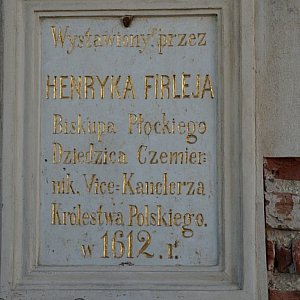 Wystawiony przez
HENRYKA FIRLEJA
Biskupa Płockiego
Dziedzica Czemier-
nik, Vice-Kanclerza
Królestwa Polskiego.
w 1612. r.